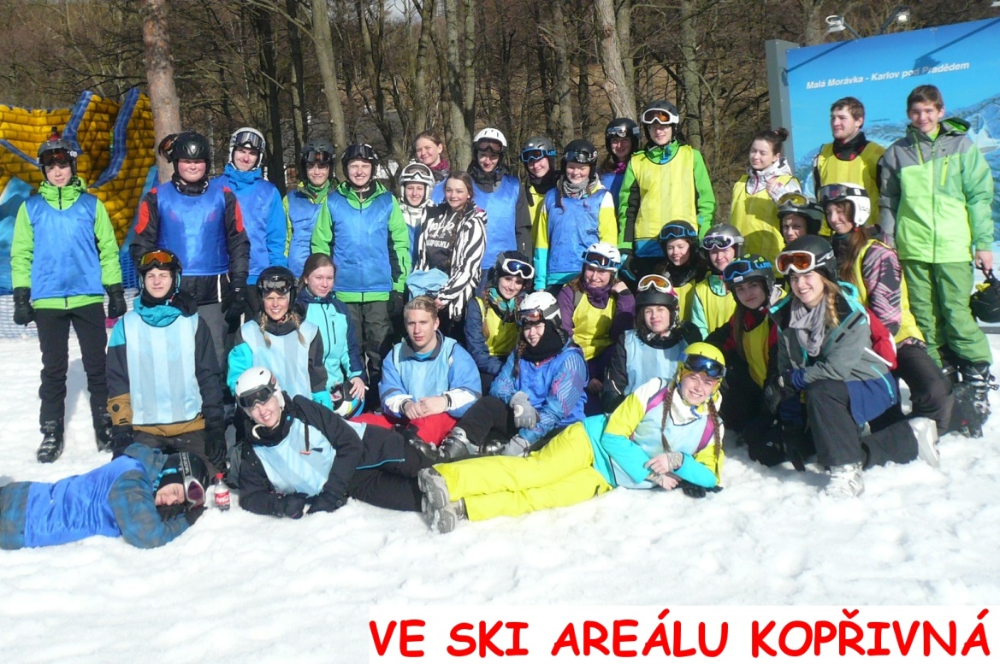 Malá Morávka - Karlov pod Pradědem
VE SKI AREÁLU KOPŘIVNÁ